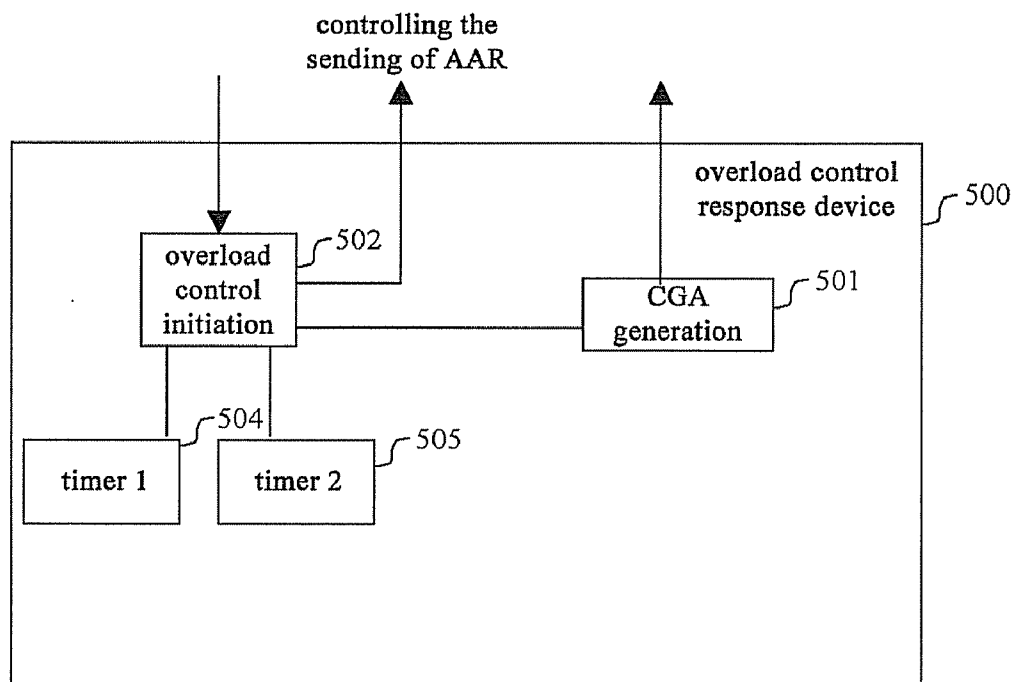 controlling the
sending of AAR
overload control
response device
500
502
overload
control
initiation
501
CGA
generation
504
505
timer 1
timer 2